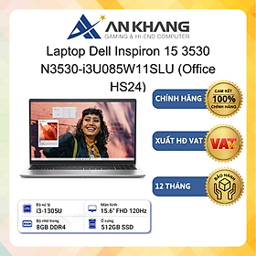 AN KHANG
GAMING & HI-END COMPUTER
Laptop Dell Inspiron 15 3530
N3530-i3U085W11SLU (Office
HS24)
CHÍNH HÃNG
CAM KẾT
100%
CHÍNH HÃNG
XUẤT HD VAT
VAT
12 THÁNG
BẢO HÀNH
Bộ xử lý
i3-1305U
Màn hình
15.6" FHD 120Hz
Bộ nhớ trong
8GB DDR4
Ổ cứng
512GB SSD